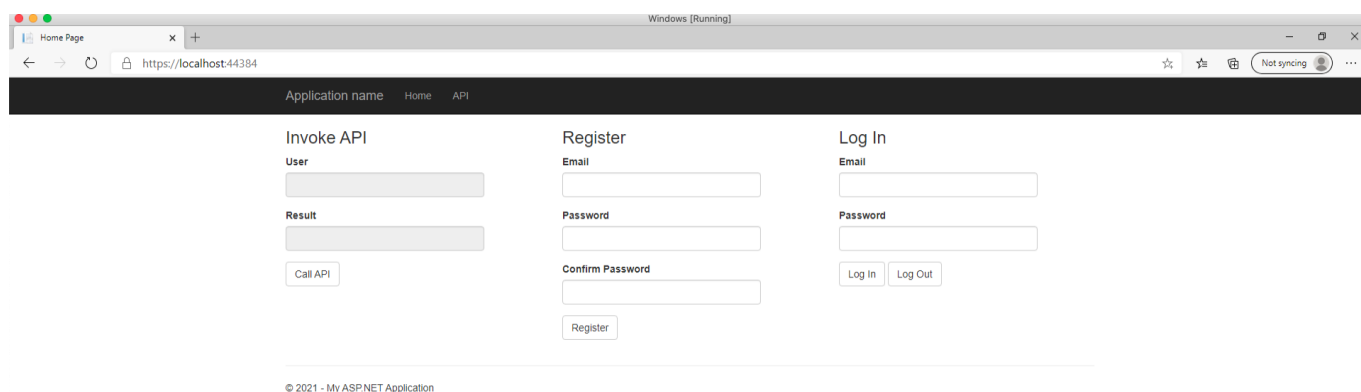 Windows [Running]
Home Page
https://localhost:44384
Not syncing
Application name Home API
Invoke API
User
Result
Call API
Register
Email
Password
Confirm Password
Register
Log In
Email
Password
Log In Log Out
© 2021 - My ASP.NET Application